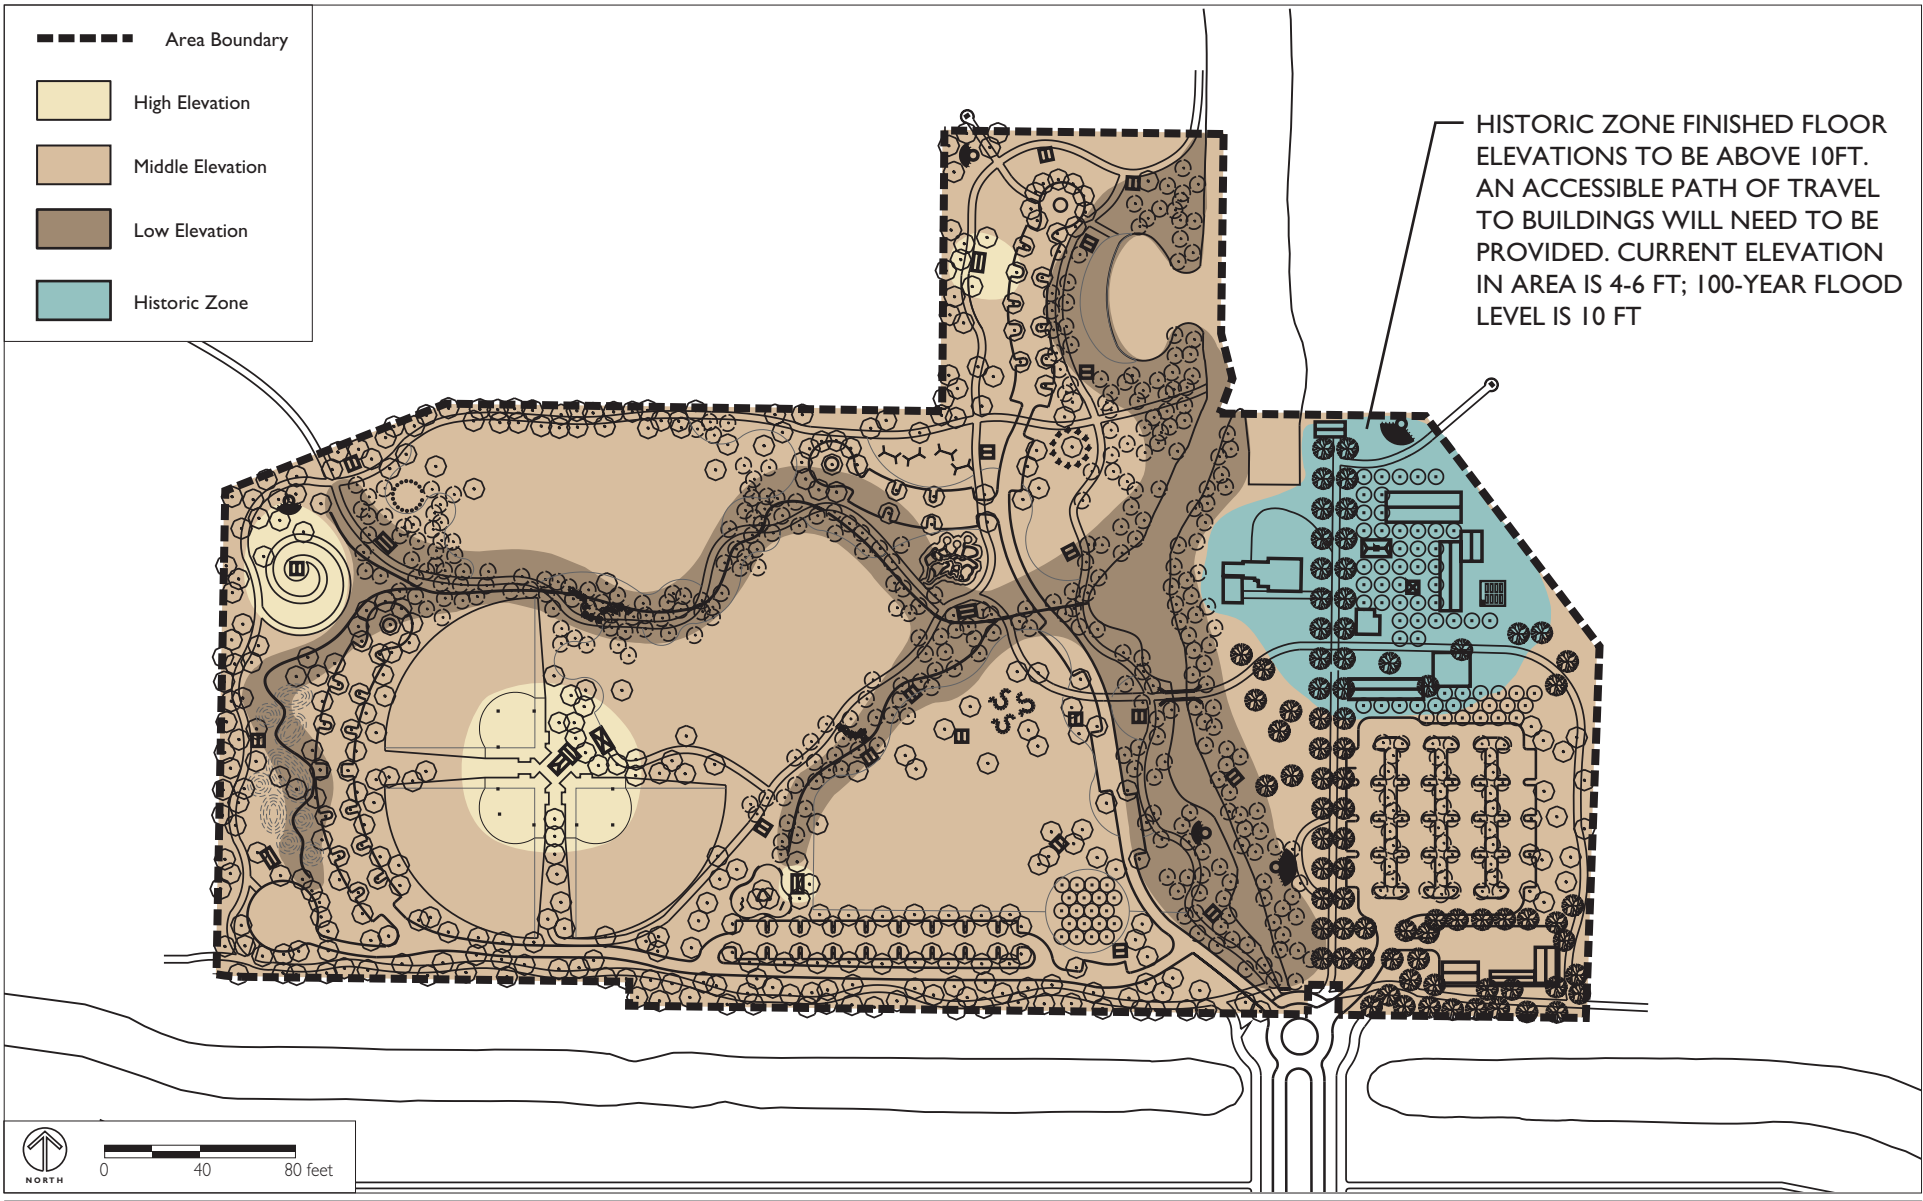 Area Boundary
High Elevation
Middle Elevation
Low Elevation
Historic Zone
HISTORIC ZONE FINISHED FLOOR
ELEVATIONS TO BE ABOVE 10FT.
AN ACCESSIBLE PATH OF TRAVEL
TO BUILDINGS WILL NEED TO BE
PROVIDED. CURRENT ELEVATION
IN AREA IS 4-6 FT; 100-YEAR FLOOD
LEVEL IS 10 FT
NORTH
0 40 80 feet